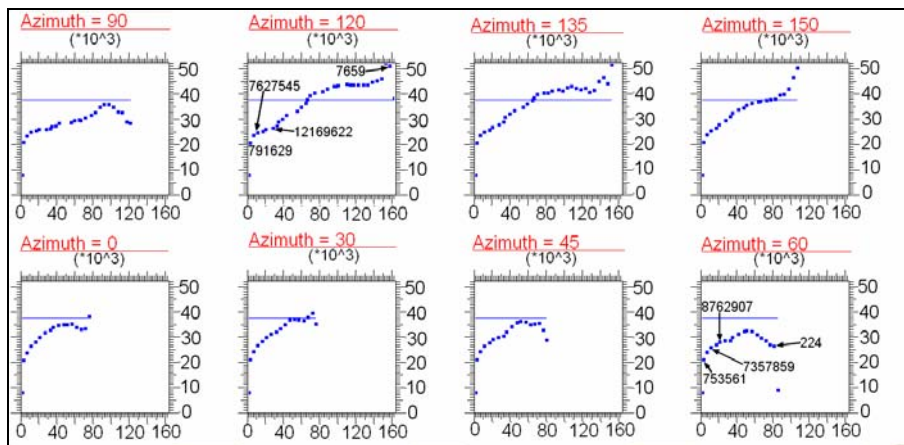 Azimuth = 90 Azimuth = 120 Azimuth = 135 Azimuth = 150
(*10^3) (*10^3) (*10^3) (*10^3)
50 50 50 50
7659
40 40 40 40
7627545
30 30 30 30
20 12169622 20 20 20
791629
10 10 10 10
0 0 0 0
0 40 80 120 160 0 40 80 120 160 0 40 80 120 160 0 40 80 120 160
Azimuth = 0 Azimuth = 30 Azimuth = 45 Azimuth = 60
(*10^3) (*10^3) (*10^3) (*10^3)
50 50 50 50
8762907
40 40 40 40
30 30 30 224 30
20 20 20 7357859 20
753561
10 10 10 10
0 0 0 0
0 40 80 120 160 0 40 80 120 160 0 40 80 120 160 0 40 80 120 160